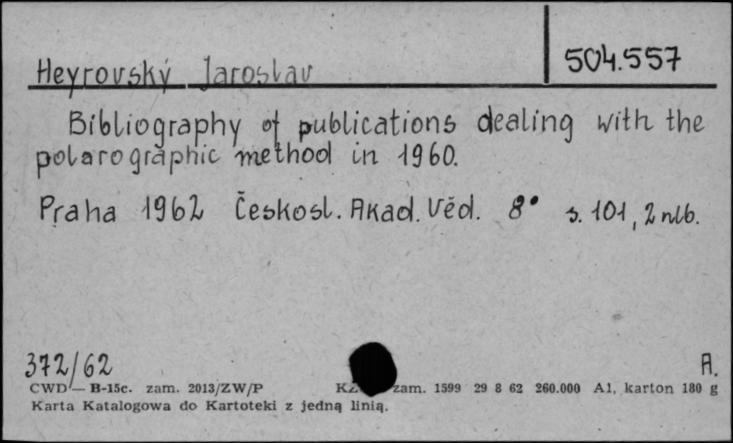 504.557
Heyrovský Jaroslav
Bibliography of publications dealing with the
polarographic method in 1960.
Praha 1962 Českosl. Akad. Věd. 8° s. 101, 2 nlb.
372/62 A.
CWD — B-15c. zam. 2013/ZW/P zam. 1599 29 8 62 260.000 A1, karton 180 g
Karta Katalogowa do Kartoteki z jedną linią.